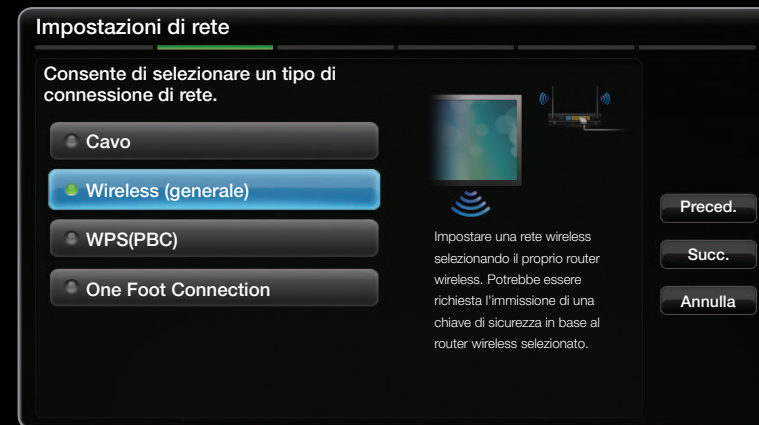 Impostazioni di rete
Consente di selezionare un tipo di
connessione di rete.
Cavo
Wireless (generale)
WPS(PBC)
One Foot Connection
Impostare una rete wireless
selezionando il proprio router
wireless. Potrebbe essere
richiesta l'immissione di una
chiave di sicurezza in base al
router wireless selezionato.
Preced.
Succ.
Annulla